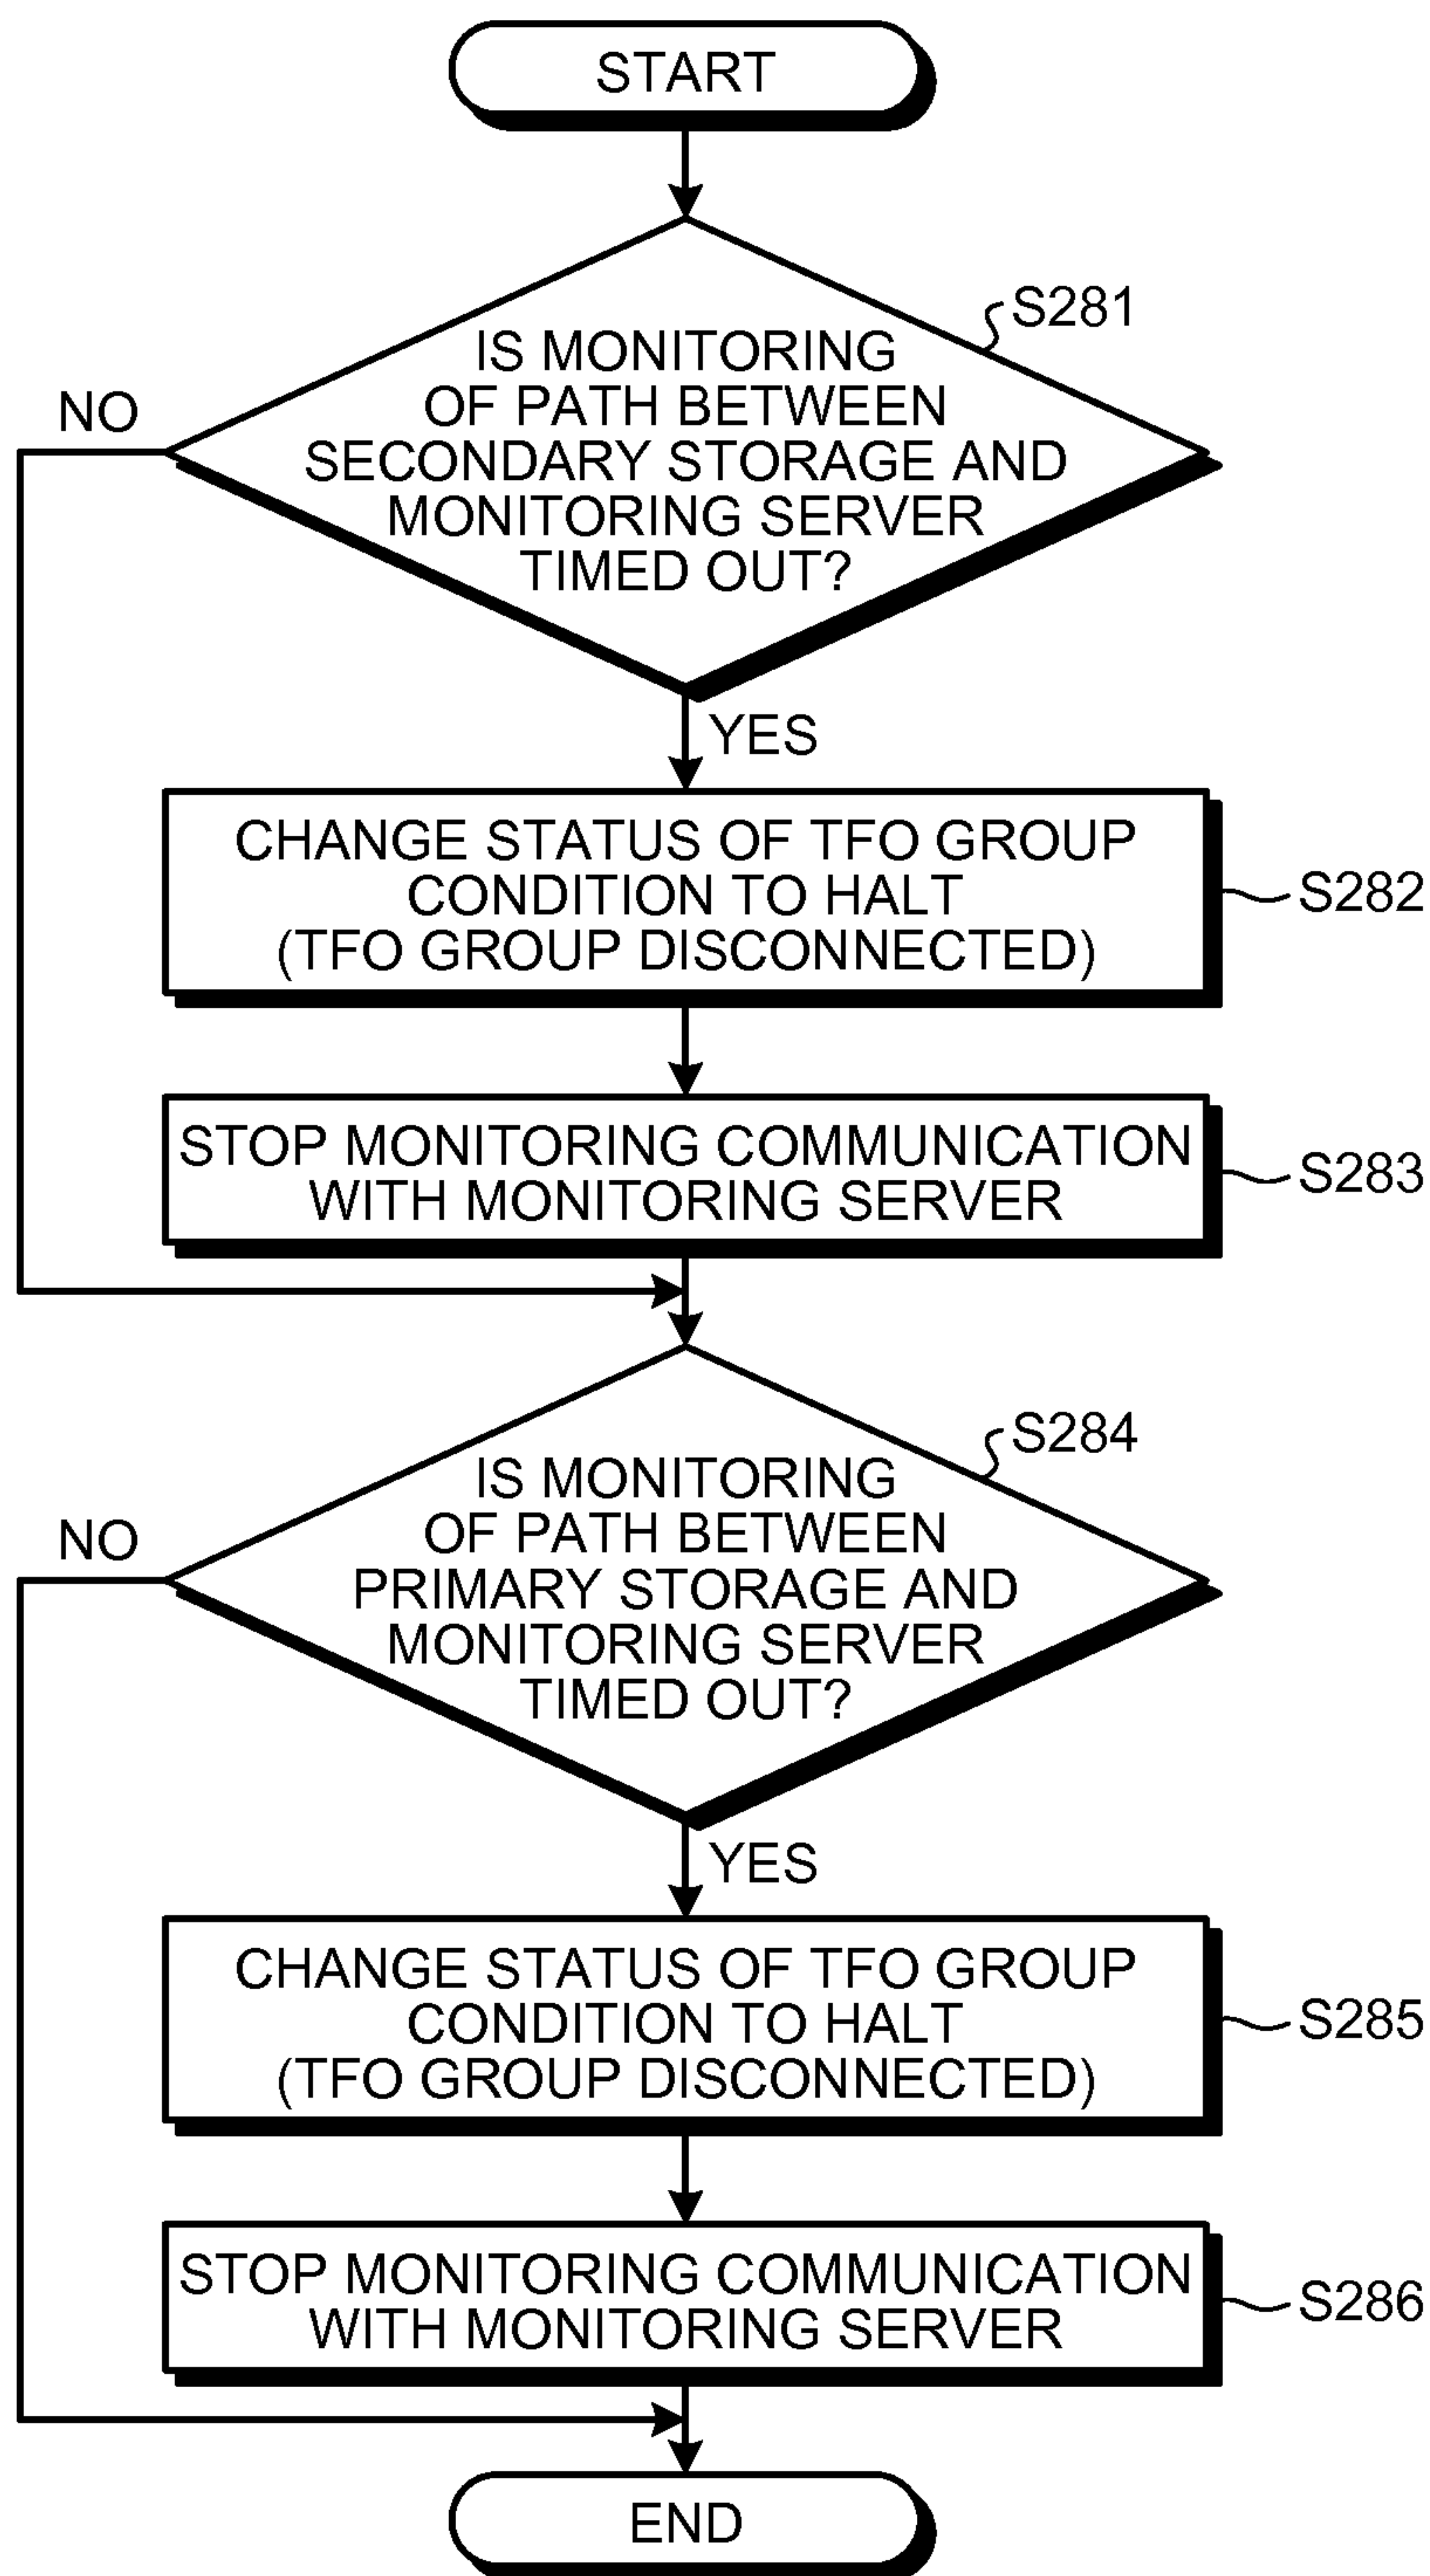 START
S281
IS MONITORING
OF PATH BETWEEN
SECONDARY STORAGE AND
MONITORING SERVER
TIMED OUT?
NO
YES
CHANGE STATUS OF TFO GROUP
CONDITION TO HALT
(TFO GROUP DISCONNECTED)
S282
STOP MONITORING COMMUNICATION
WITH MONITORING SERVER
S283
S284
IS MONITORING
OF PATH BETWEEN
PRIMARY STORAGE AND
MONITORING SERVER
TIMED OUT?
NO
YES
CHANGE STATUS OF TFO GROUP
CONDITION TO HALT
(TFO GROUP DISCONNECTED)
S285
STOP MONITORING COMMUNICATION
WITH MONITORING SERVER
S286
END